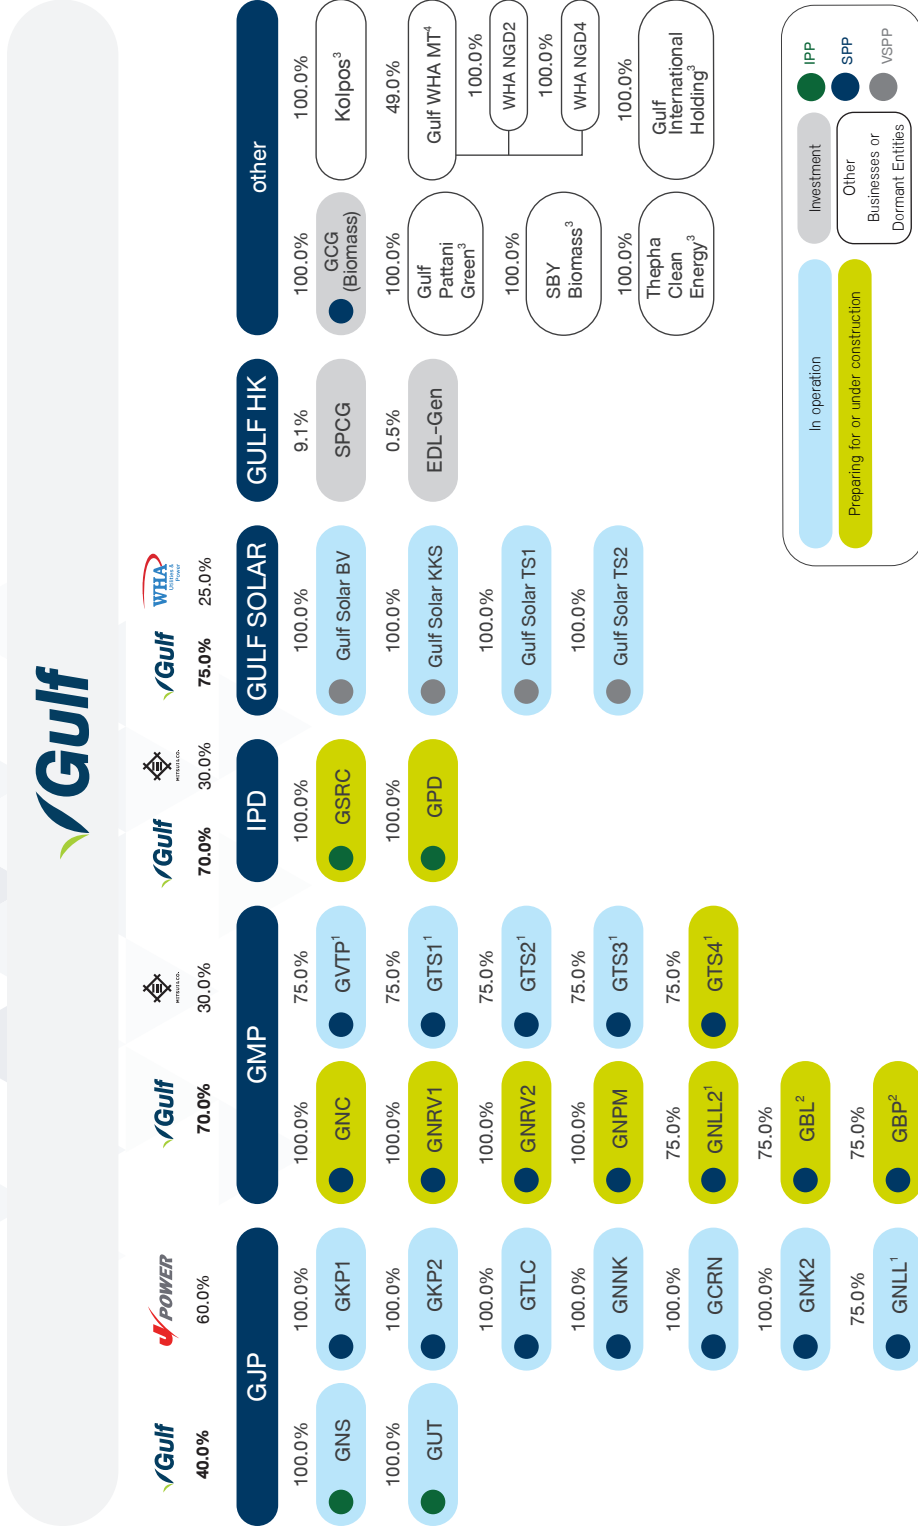 Gulf
Gulf
J-POWER
40.0%
60.0%
GJP
100.0%
GNS
100.0%
GUT
100.0%
GKP1
100.0%
GKP2
100.0%
GTLC
100.0%
GNNK
100.0%
GCRN
100.0%
GNK2
75.0%
GNLL¹
Gulf
MITSUI & CO.
70.0%
30.0%
GMP
100.0%
GNC
100.0%
GNRV1
100.0%
GNRV2
100.0%
GNPM
75.0%
GNLL2¹
75.0%
GBL²
75.0%
GBP²
75.0%
GVTP¹
75.0%
GTS1¹
75.0%
GTS2¹
75.0%
GTS3¹
75.0%
GTS4¹
Gulf
MITSUI & CO.
70.0%
30.0%
IPD
100.0%
GSRC
100.0%
GPD
Gulf
WHA
Utilities &
Power
75.0%
25.0%
GULF SOLAR
100.0%
Gulf Solar BV
100.0%
Gulf Solar KKS
100.0%
Gulf Solar TS1
100.0%
Gulf Solar TS2
GULF HK
9.1%
SPCG
0.5%
EDL-Gen
other
100.0%
GCG
(Biomass)
100.0%
Gulf
Pattani
Green³
100.0%
SBY
Biomass³
100.0%
Thepha
Clean
Energy³
100.0%
Kolpos³
49.0%
Gulf WHA MT⁴
100.0%
WHA NGD2
100.0%
WHA NGD4
100.0%
Gulf
International
Holding³
In operation
Preparing for or under construction
Investment
Other
Businesses or
Dormant Entities
IPP
SPP
VSPP